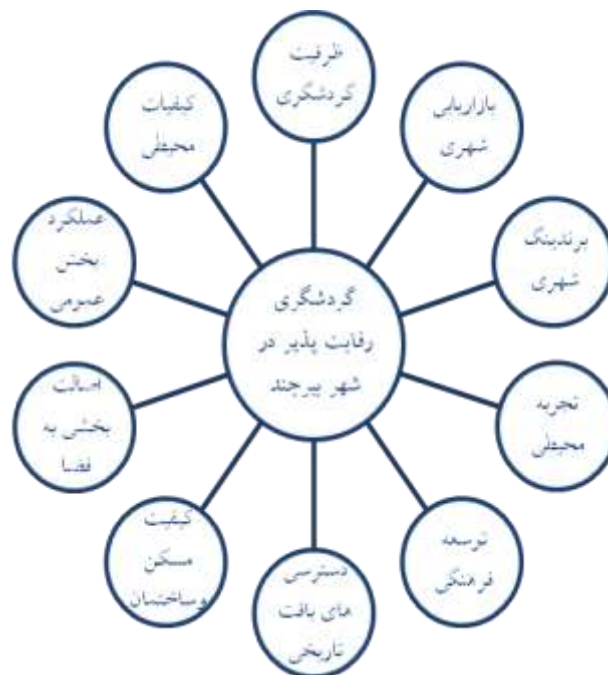 ظرفیت
گردشگری
بازاریابی
شهری
برندینگ
شهری
تجربه
محیطی
توسعه
فرهنگی
دسترسی
های بافت
تاریخی
کیفیت
مسکن
وساختمان
اصالت
بخشی به
فضا
عملکرد
بخش
عمومی
کیفیات
محیطی
گردشگری
رقابت پذیر در
شهر بیرجند